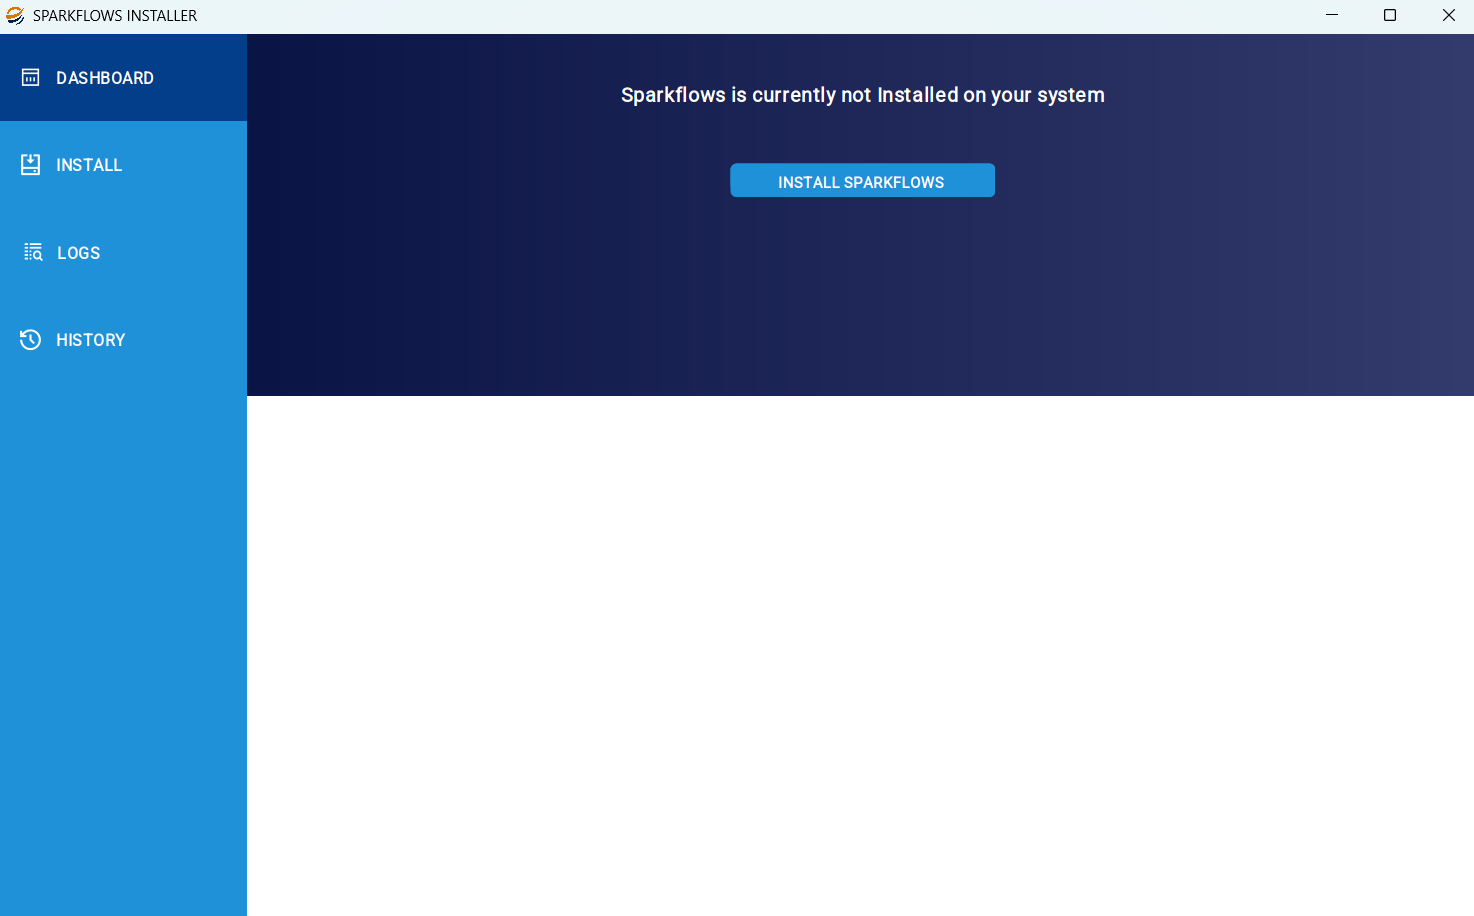 SPARKFLOWS INSTALLER
DASHBOARD
INSTALL
LOGS
HISTORY
Sparkflows is currently not Installed on your system
INSTALL SPARKFLOWS